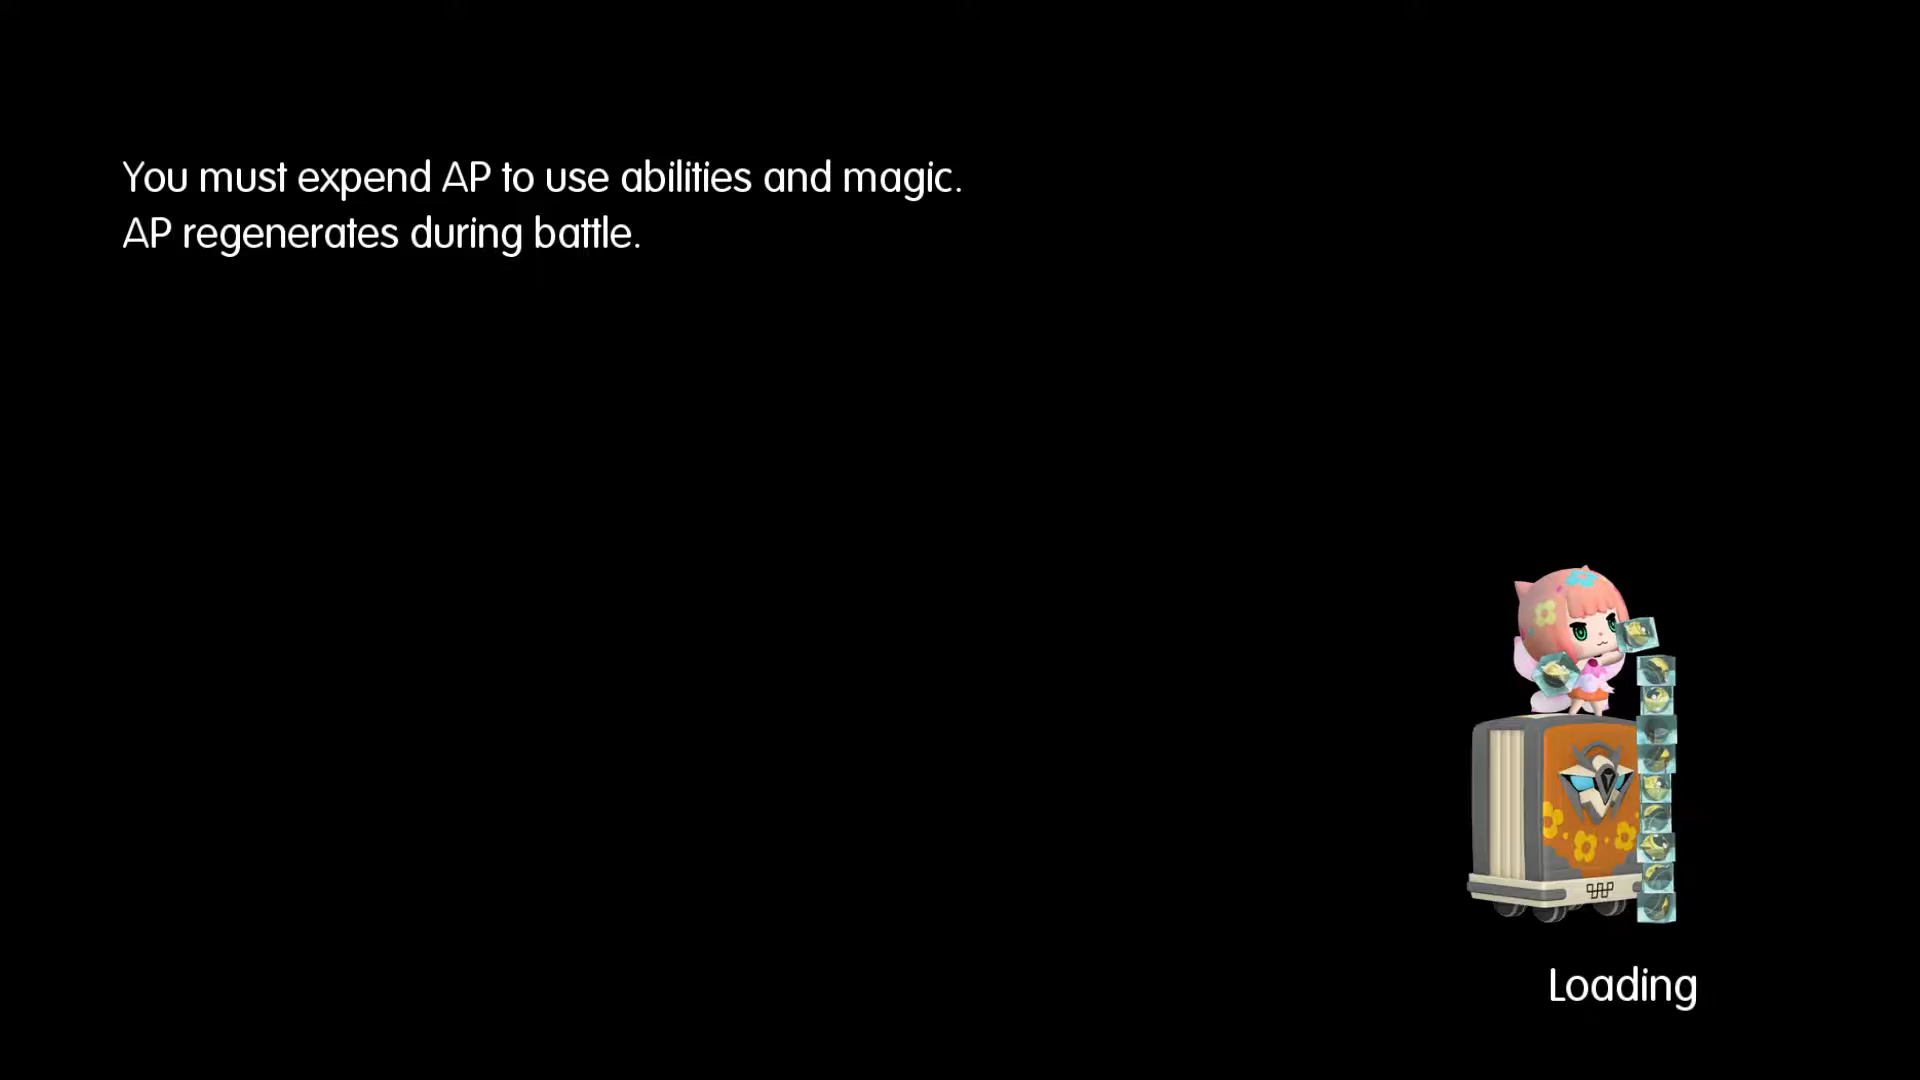 You must expend AP to use abilities and magic.
AP regenerates during battle.
Loading